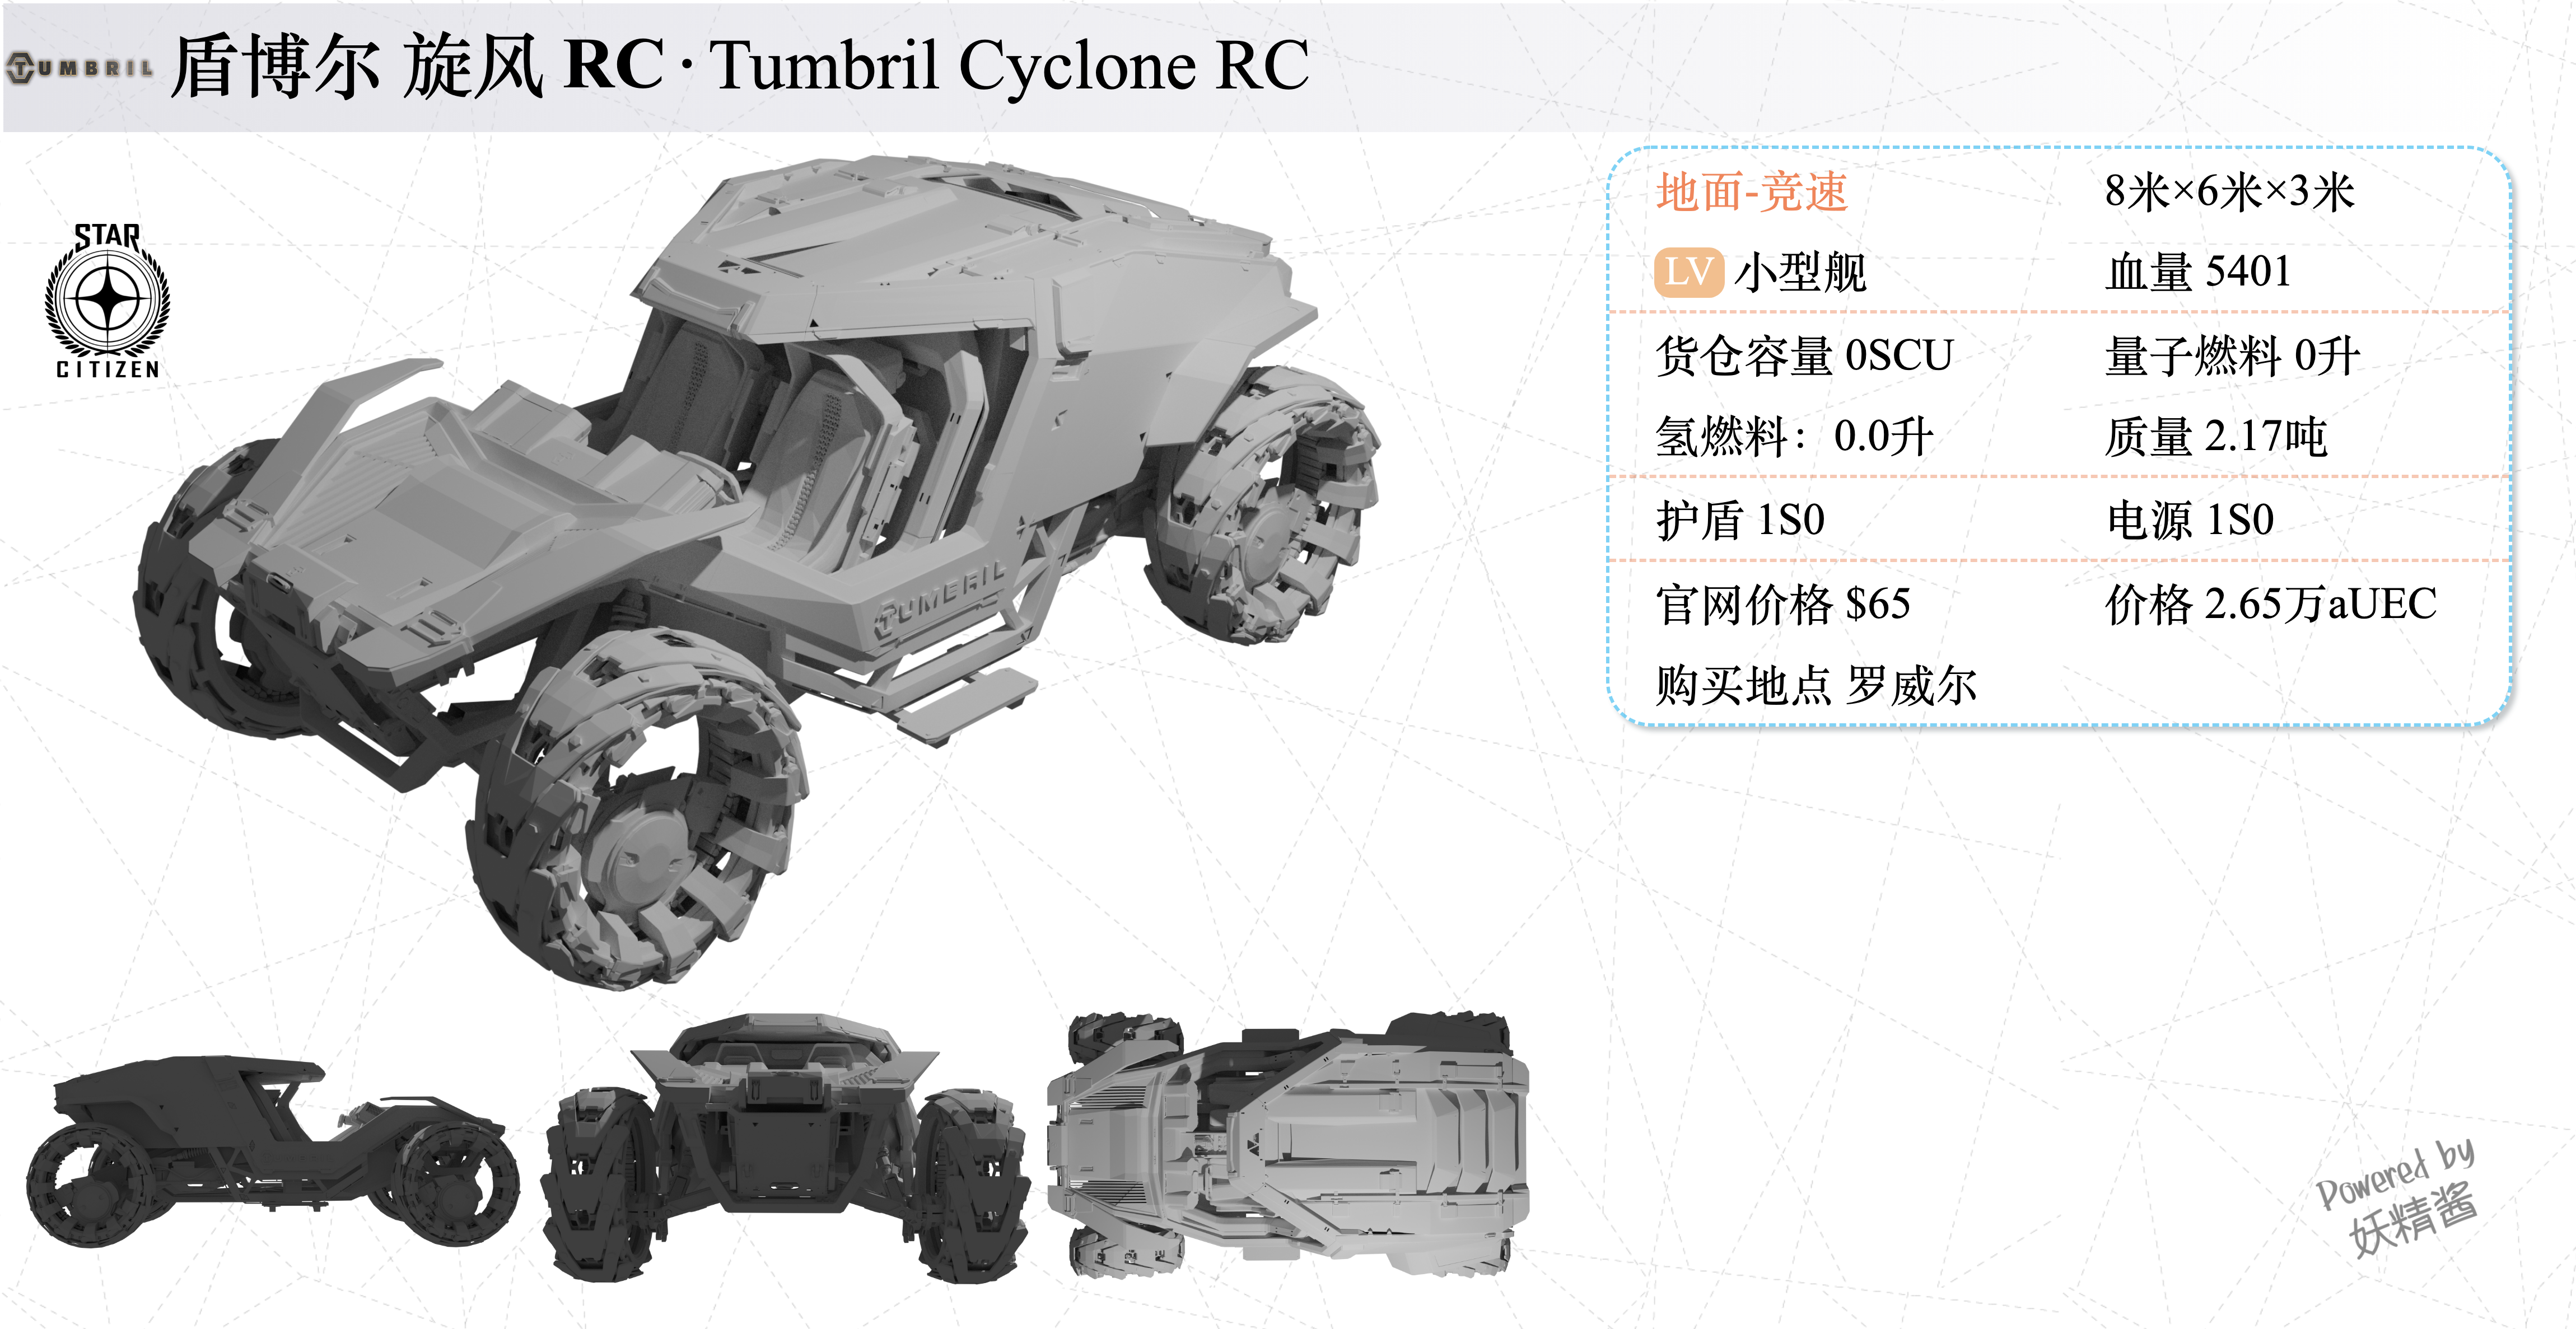 TUMBRIL 盾博尔 旋风 RC · Tumbril Cyclone RC
STAR
CITIZEN
TUMBRIL
地面-竞速 8米×6米×3米
LV 小型舰 血量 5401
货仓容量 0SCU 量子燃料 0升
氢燃料：0.0升 质量 2.17吨
护盾 1S0 电源 1S0
官网价格 $65 价格 2.65万aUEC
购买地点 罗威尔
Powered by
妖精酱